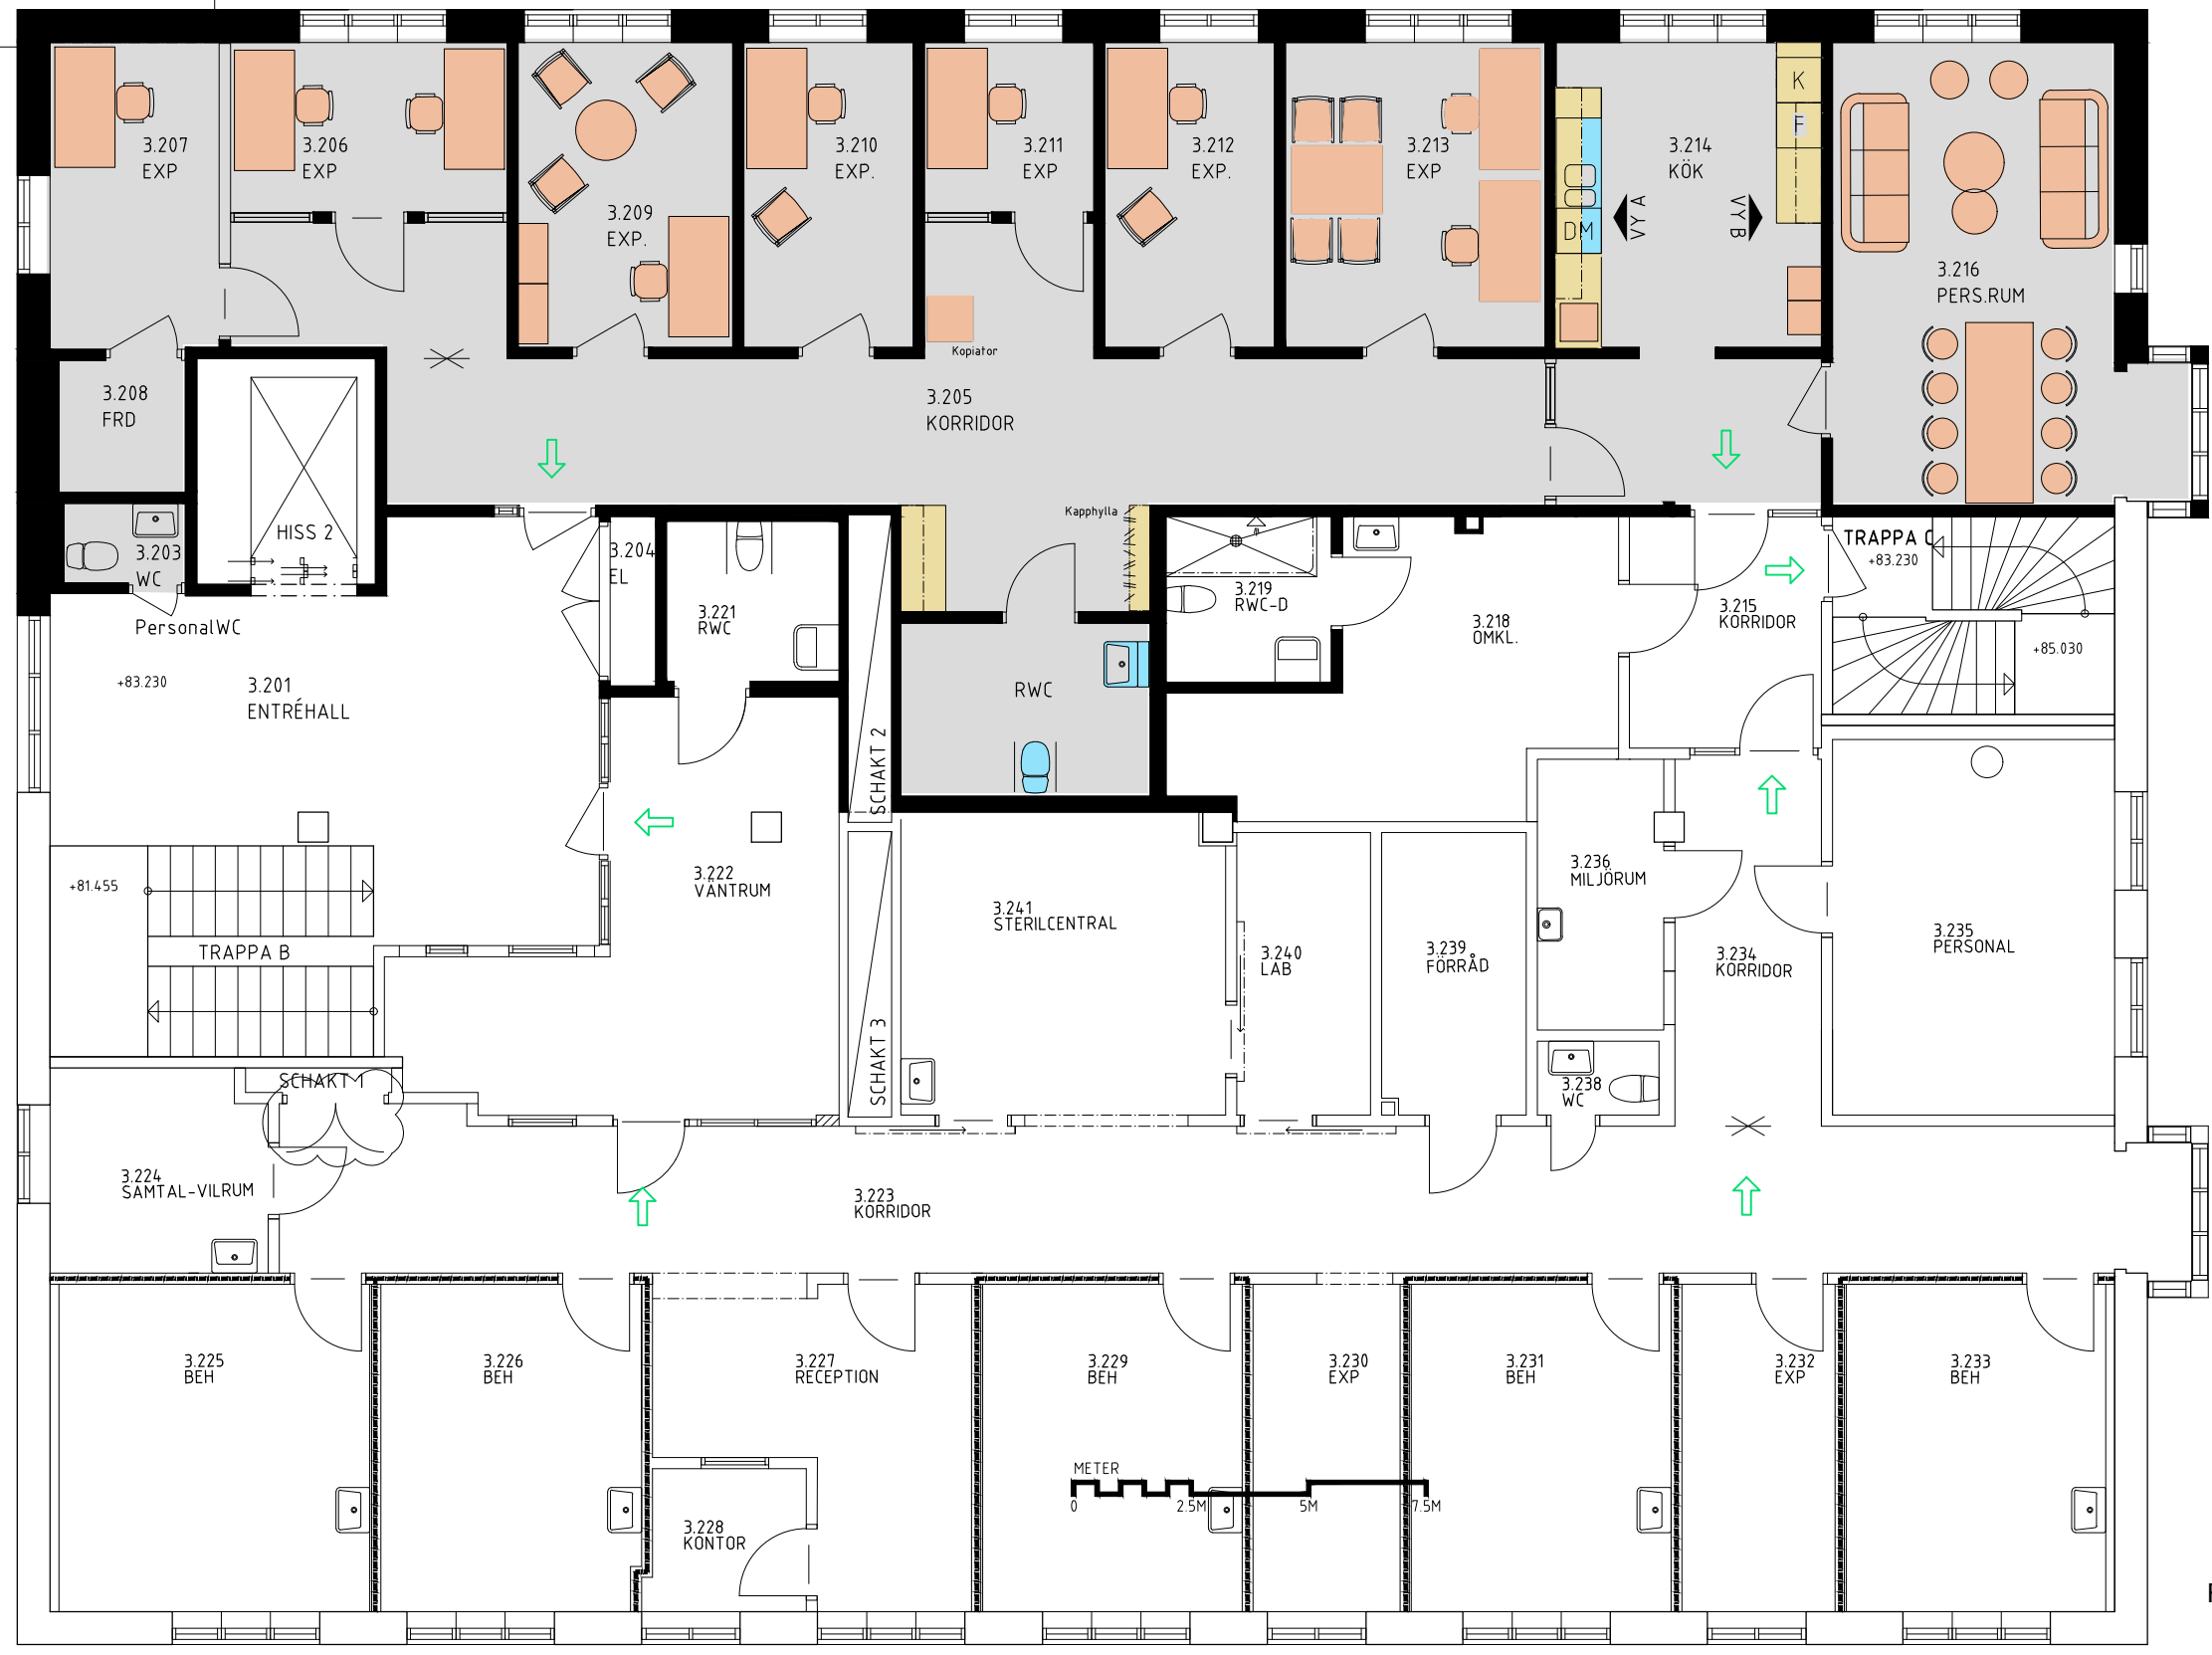 3.207
EXP
3.206
EXP
3.209
EXP.
3.210
EXP.
3.211
EXP
3.212
EXP.
3.213
EXP
3.214
KÖK
K
F
DM
VY A
VY B
3.216
PERS.RUM
Kopiator
3.208
FRD
3.205
KORRIDOR
Kapphylla
HISS 2
3.203
WC
PersonalWC
3.204
EL
3.221
RWC
RWC
3.219
RWC-D
3.218
OMKL.
3.215
KORRIDOR
TRAPPA C
+83.230
+85.030
+83.230
3.201
ENTRÉHALL
SCHAKT 2
+81.455
TRAPPA B
3.222
VÄNTRUM
3.241
STERILCENTRAL
3.240
LAB
3.239
FÖRRÅD
3.236
MILJÖRUM
3.234
KORRIDOR
3.235
PERSONAL
SCHAKT 3
SCHAKT 1
3.238
WC
3.224
SAMTAL-VILRUM
3.223
KORRIDOR
3.225
BEH
3.226
BEH
3.227
RECEPTION
3.229
BEH
3.230
EXP
3.231
BEH
3.232
EXP
3.233
BEH
3.228
KONTOR
METER
0 2.5M 5M 7.5M